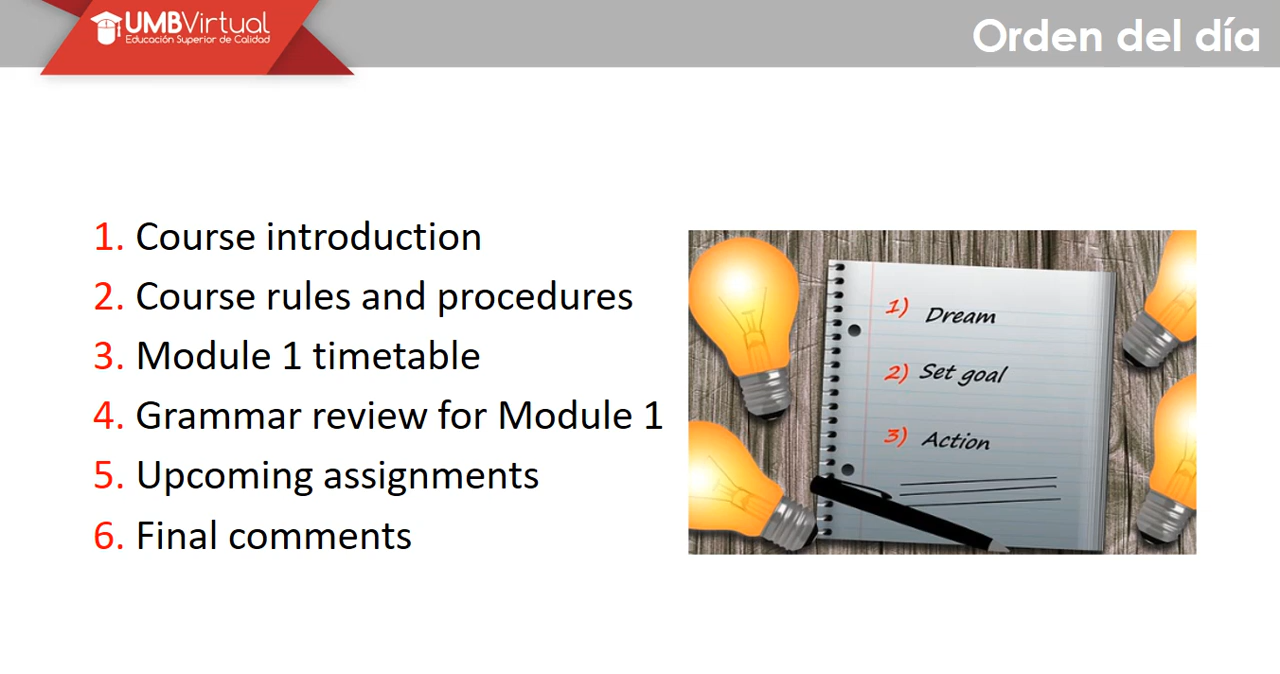 UMBVirtual
Educación Superior de Calidad
Orden del día
1. Course introduction
2. Course rules and procedures
3. Module 1 timetable
4. Grammar review for Module 1
5. Upcoming assignments
6. Final comments
1) Dream
2) Set goal
3) Action